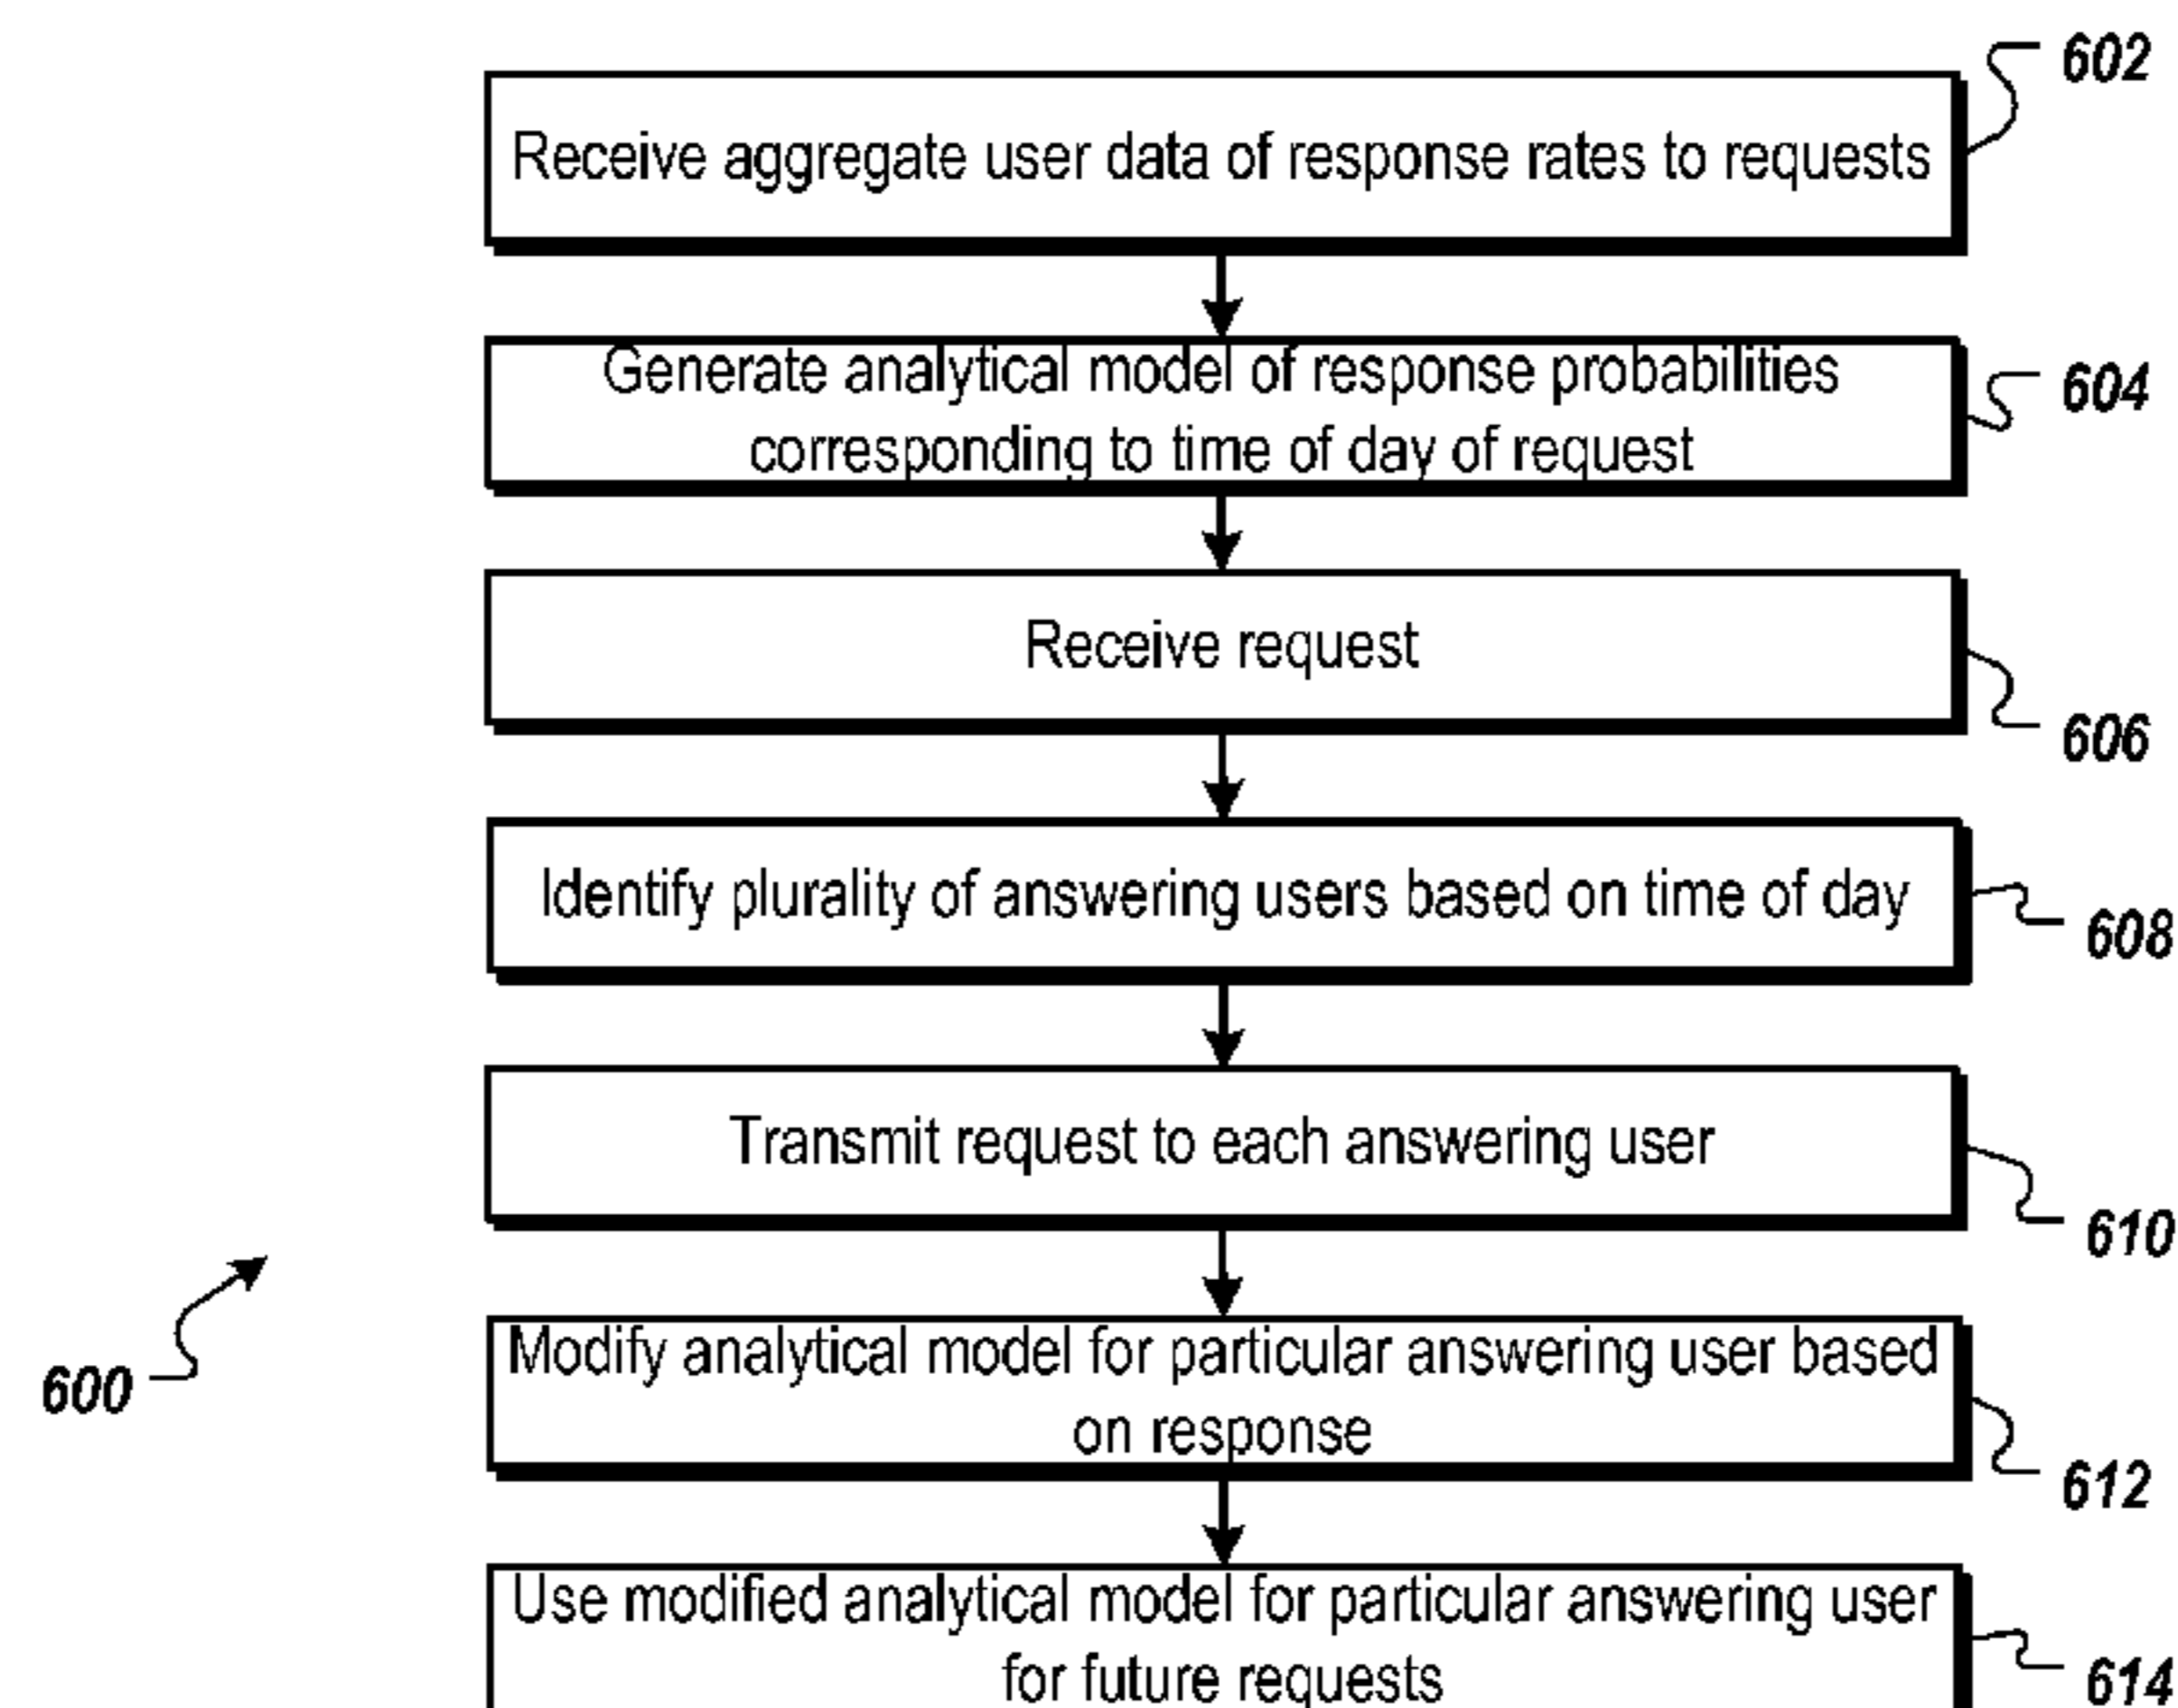 602
Receive aggregate user data of response rates to requests
Generate analytical model of response probabilities
corresponding to time of day of request
604
Receive request
606
Identify plurality of answering users based on time of day
608
Transmit request to each answering user
610
600
Modify analytical model for particular answering user based
on response
612
Use modified analytical model for particular answering user
for future requests
614